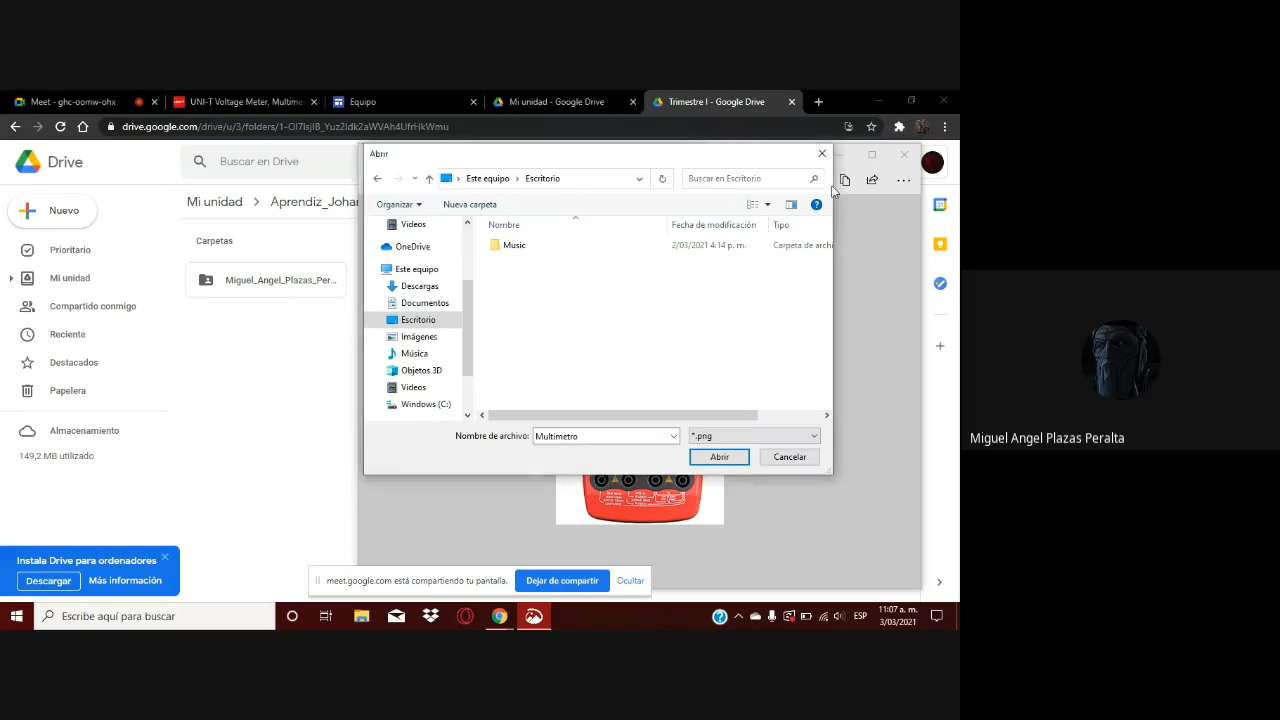 Meet - ghc-oomw-ohx
UNI-T Voltage Meter, Multime
Equipo
Mi unidad - Google Drive
Trimestre I - Google Drive
drive.google.com/drive/u/3/folders/1-OI7IsjIB_Yuz2Idk2aWVAh4UfrHkWmu
Drive
Buscar en Drive
Nuevo
Mi unidad
Aprendiz_Johan
Carpetas
Miguel_Angel_Plazas_Per...
Prioritario
Mi unidad
Compartido conmigo
Reciente
Destacados
Papelera
Almacenamiento
149,2 MB utilizado
Instala Drive para ordenadores
Descargar
Más información
Abrir
Este equipo
Escritorio
Buscar en Escritorio
Organizar
Nueva carpeta
Nombre
Fecha de modificación
Tipo
Music
2/03/2021 4:14 p. m.
Carpeta de archi
Videos
OneDrive
Este equipo
Descargas
Documentos
Escritorio
Imágenes
Música
Objetos 3D
Videos
Windows (C:)
Nombre de archivo:
Multimetro
*.png
Abrir
Cancelar
meet.google.com está compartiendo tu pantalla.
Dejar de compartir
Ocultar
Escribe aquí para buscar
ESP
11:07 a. m.
3/03/2021
Miguel Angel Plazas Peralta